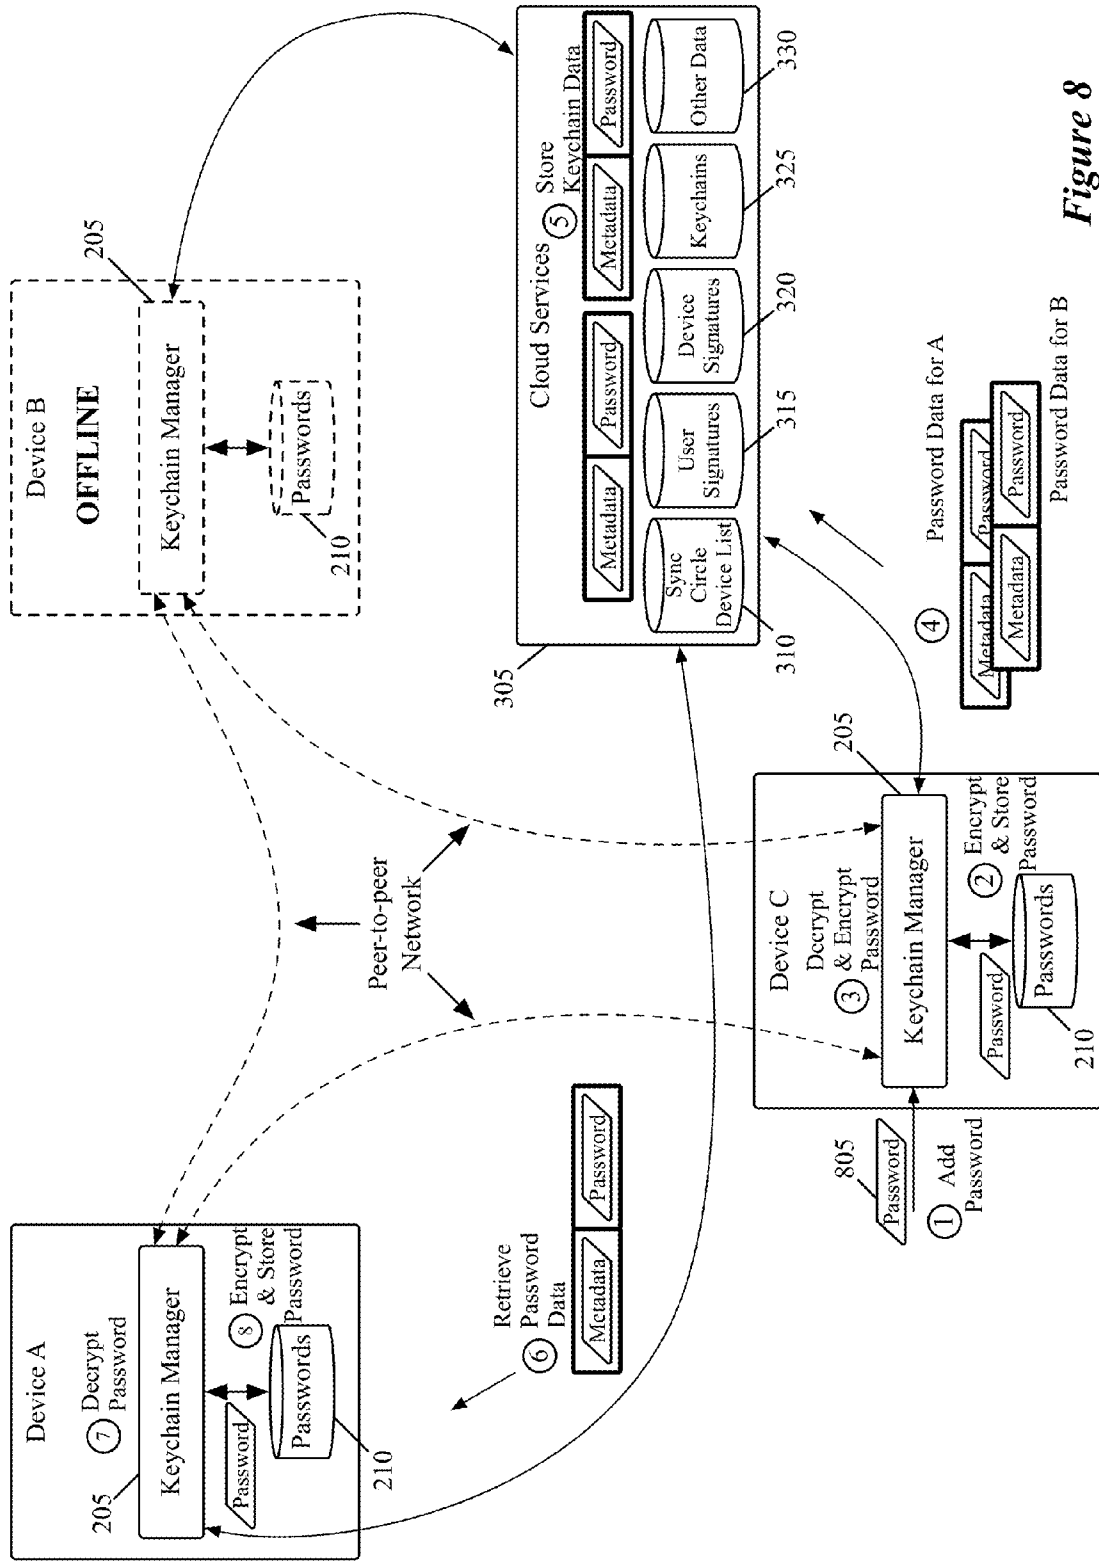 Device A
7 Decrypt
Password
205
Keychain Manager
Password
8 Encrypt
& Store
Password
Passwords
210
Device B
OFFLINE
205
Keychain Manager
Passwords
210
Peer-to-peer
Network
6 Retrieve
Password
Data
Metadata
Password
305
Cloud Services
5 Store
Keychain Data
Metadata
Password
Metadata
Password
Sync
Circle
Device List
310
User
Signatures
315
Device
Signatures
320
Keychains
325
Other Data
330
805
Password
1 Add
Password
Device C
3 Decrypt
& Encrypt
Password
205
Keychain Manager
Password
2 Encrypt
& Store
Password
Passwords
210
4
Password Data for A
Metadata
Password
Metadata
Password
Password Data for B
Figure 8